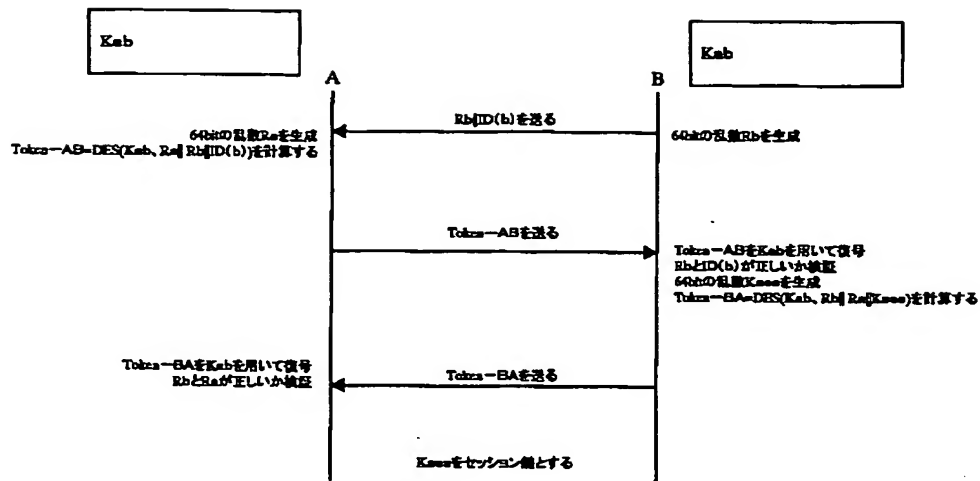 Kab
Kab
A
B
Rb||ID(b)を送る
64bitの乱数Raを生成
Token-AB=DES(Kab、Ra||Rb||ID(b))を計算する
64bitの乱数Rbを生成
Token-ABを送る
Token-ABをKabを用いて復号
RbとID(b)が正しいか検証
64bitの乱数Ksesを生成
Token-BA=DES(Kab、Rb||Ra||Kses)を計算する
Token-BAをKabを用いて復号
RbとRaが正しいか検証
Token-BAを送る
Ksesをセッション鍵とする